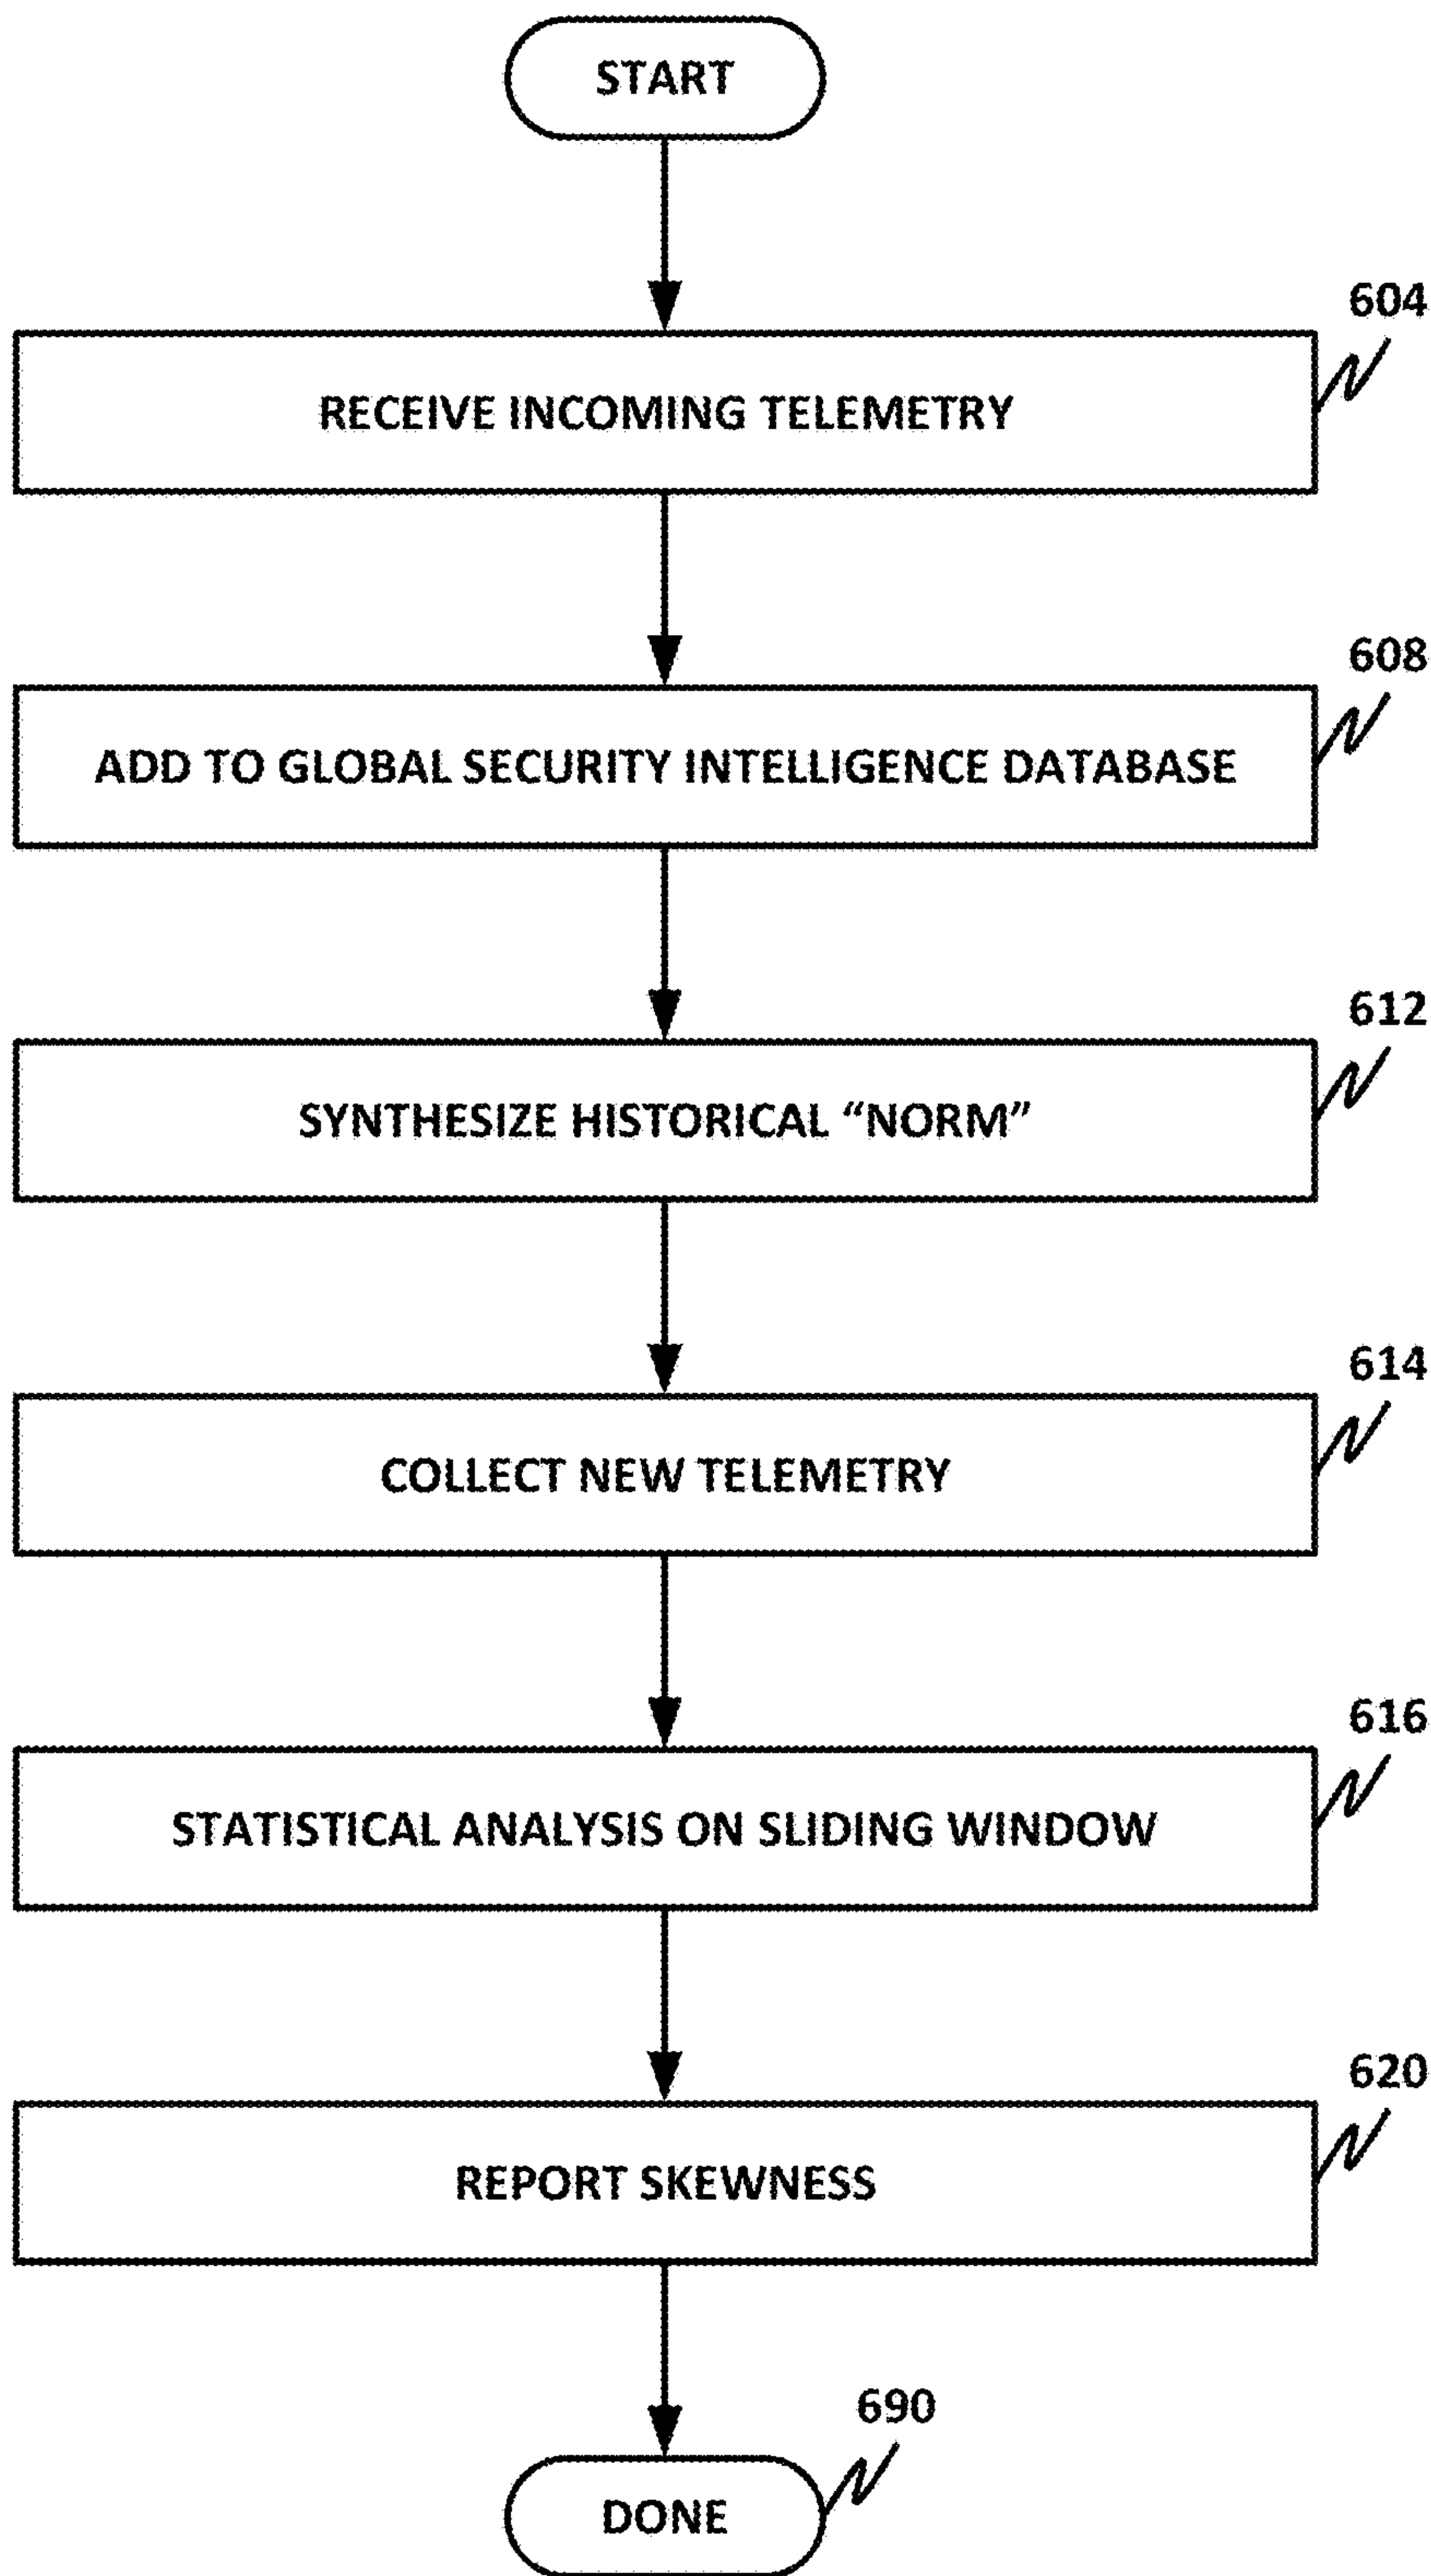 START
604
RECEIVE INCOMING TELEMETRY
608
ADD TO GLOBAL SECURITY INTELLIGENCE DATABASE
612
SYNTHESIZE HISTORICAL “NORM”
614
COLLECT NEW TELEMETRY
616
STATISTICAL ANALYSIS ON SLIDING WINDOW
620
REPORT SKEWNESS
690
DONE